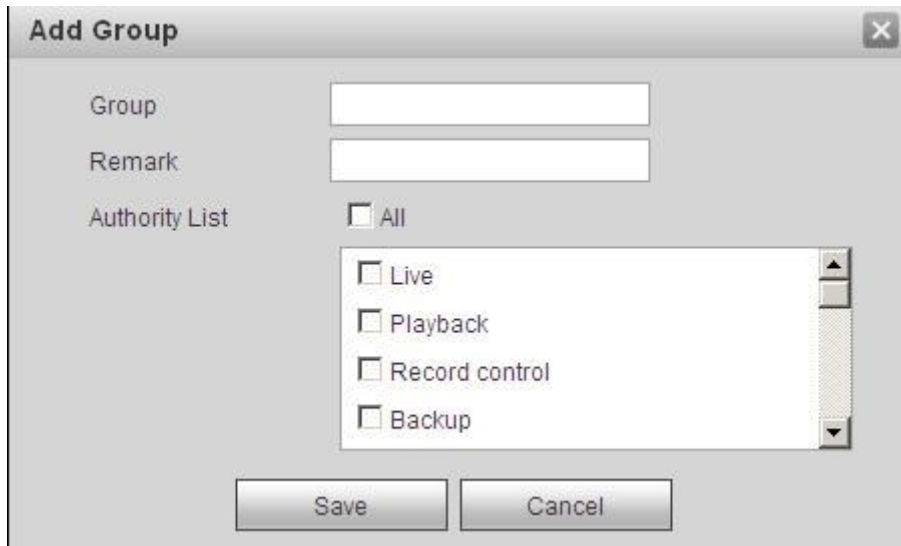 Add Group
Group
Remark
Authority List All
Live
Playback
Record control
Backup
Save Cancel